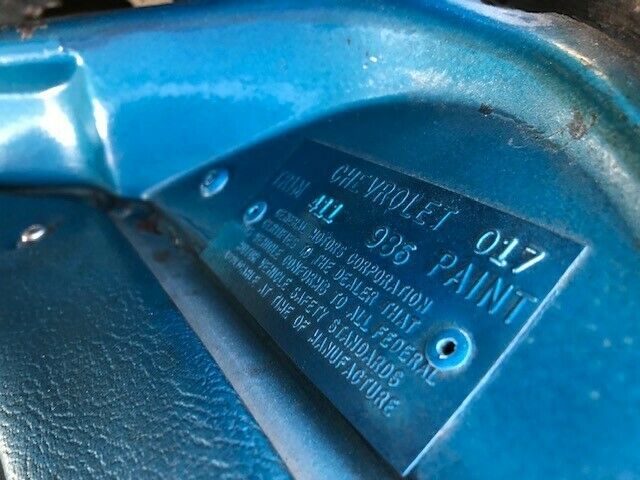 CHEVROLET 017
TRIM 411 936 PAINT
GENERAL MOTORS CORPORATION
CERTIFIES TO THE DEALER THAT
VEHICLE CONFORMS TO ALL FEDERAL
MOTOR VEHICLE SAFETY STANDARDS
APPLICABLE AT TIME OF MANUFACTURE